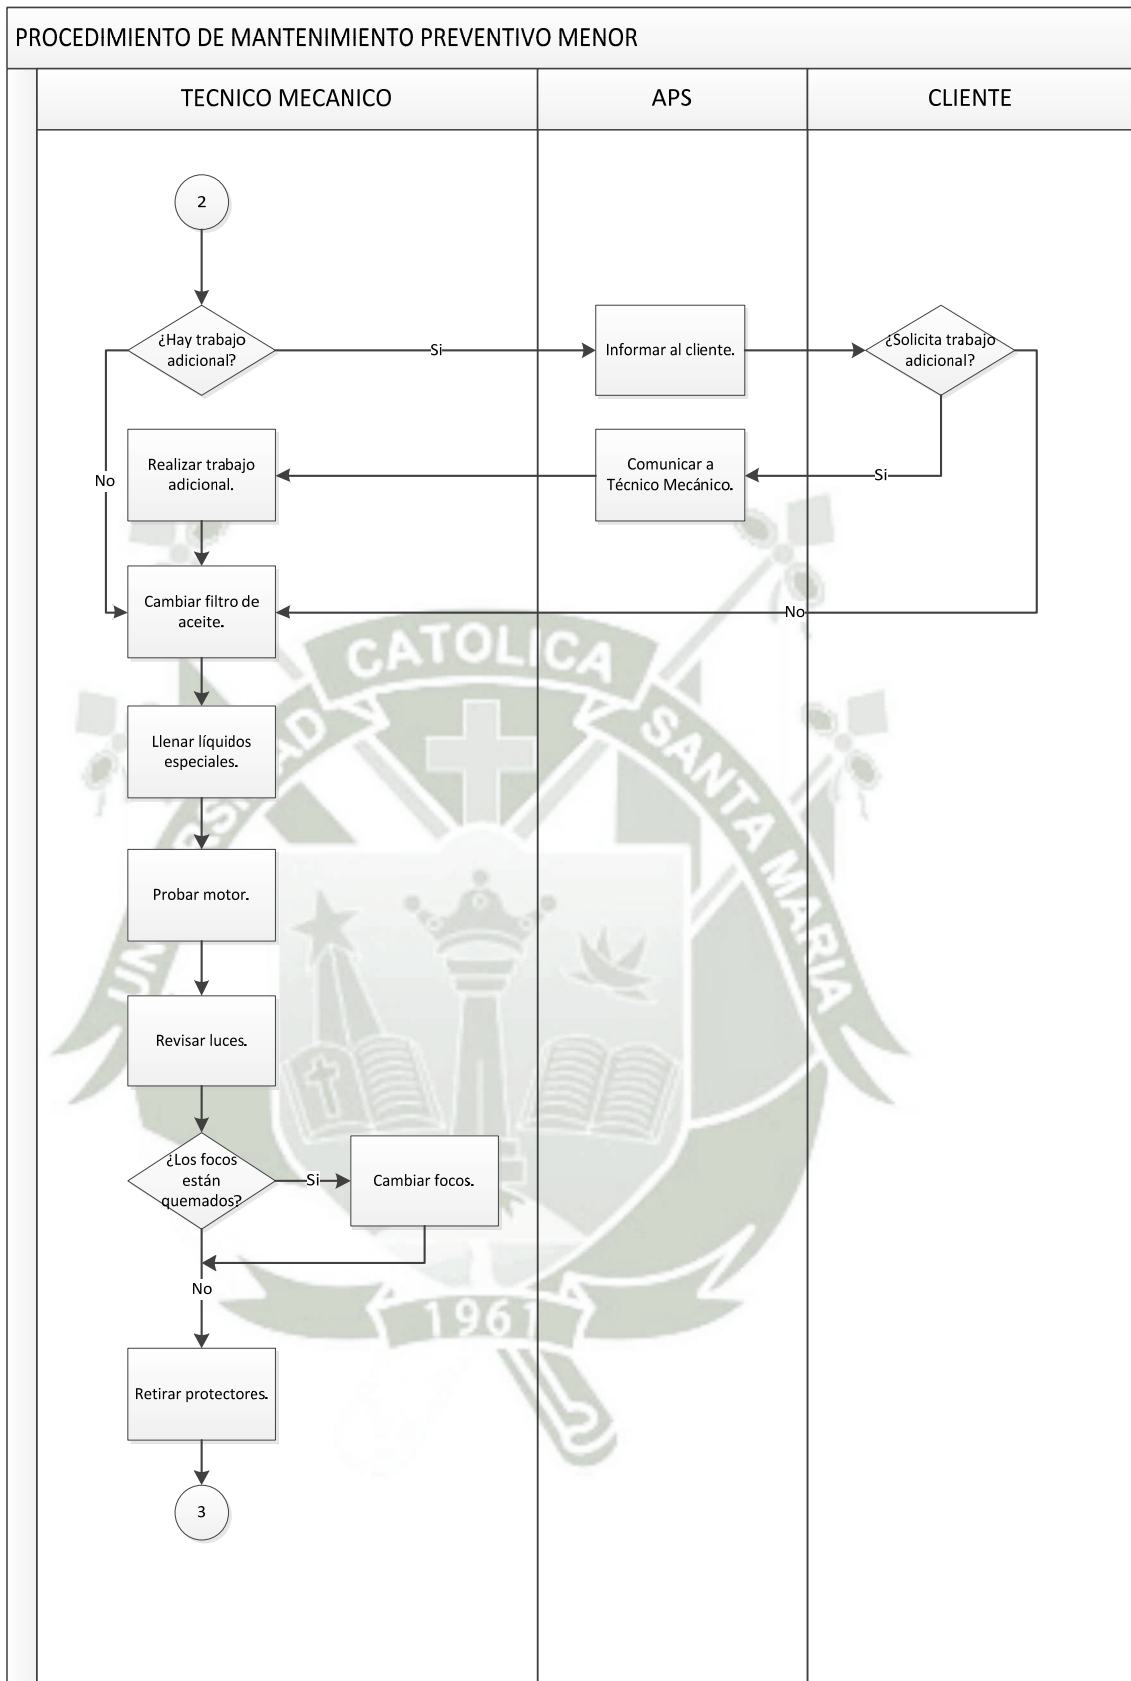 PROCEDIMIENTO DE MANTENIMIENTO PREVENTIVO MENOR
TECNICO MECANICO
APS
CLIENTE
2
¿Hay trabajo
adicional?
Si
Informar al cliente.
¿Solicita trabajo
adicional?
No
Realizar trabajo
adicional.
Comunicar a
Técnico Mecánico.
Si
Cambiar filtro de
aceite.
No
CATOLICA
SANTA MARIA
Llenar líquidos
especiales.
Probar motor.
Revisar luces.
¿Los focos
están
quemados?
Si
Cambiar focos.
No
1961
Retirar protectores.
3